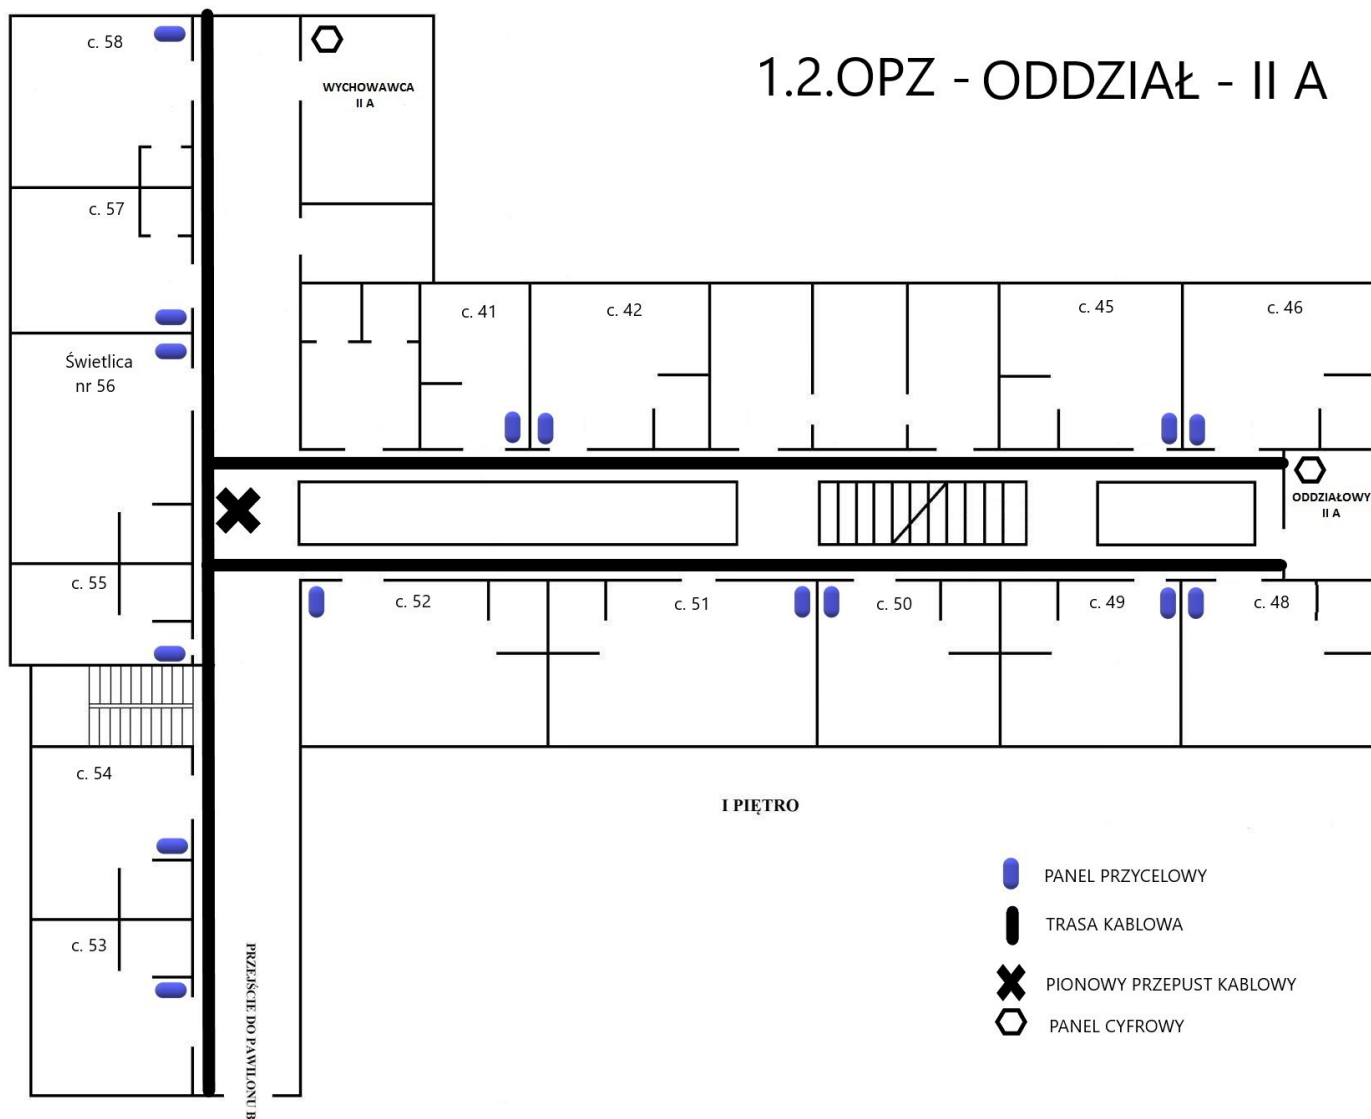 1.2.OPZ - ODDZIAŁ - II A
c. 58
WYCHOWAWCA
II A
c. 57
Świetlica
nr 56
c. 41
c. 42
c. 45
c. 46
ODDZIAŁOWY
II A
c. 55
c. 52
c. 51
c. 50
c. 49
c. 48
c. 54
c. 53
I PIĘTRO
PRZEJŚCIE DO PAWILONU B
PANEL PRZYCELOWY
TRASA KABLOWA
PIONOWY PRZEPUST KABLOWY
PANEL CYFROWY